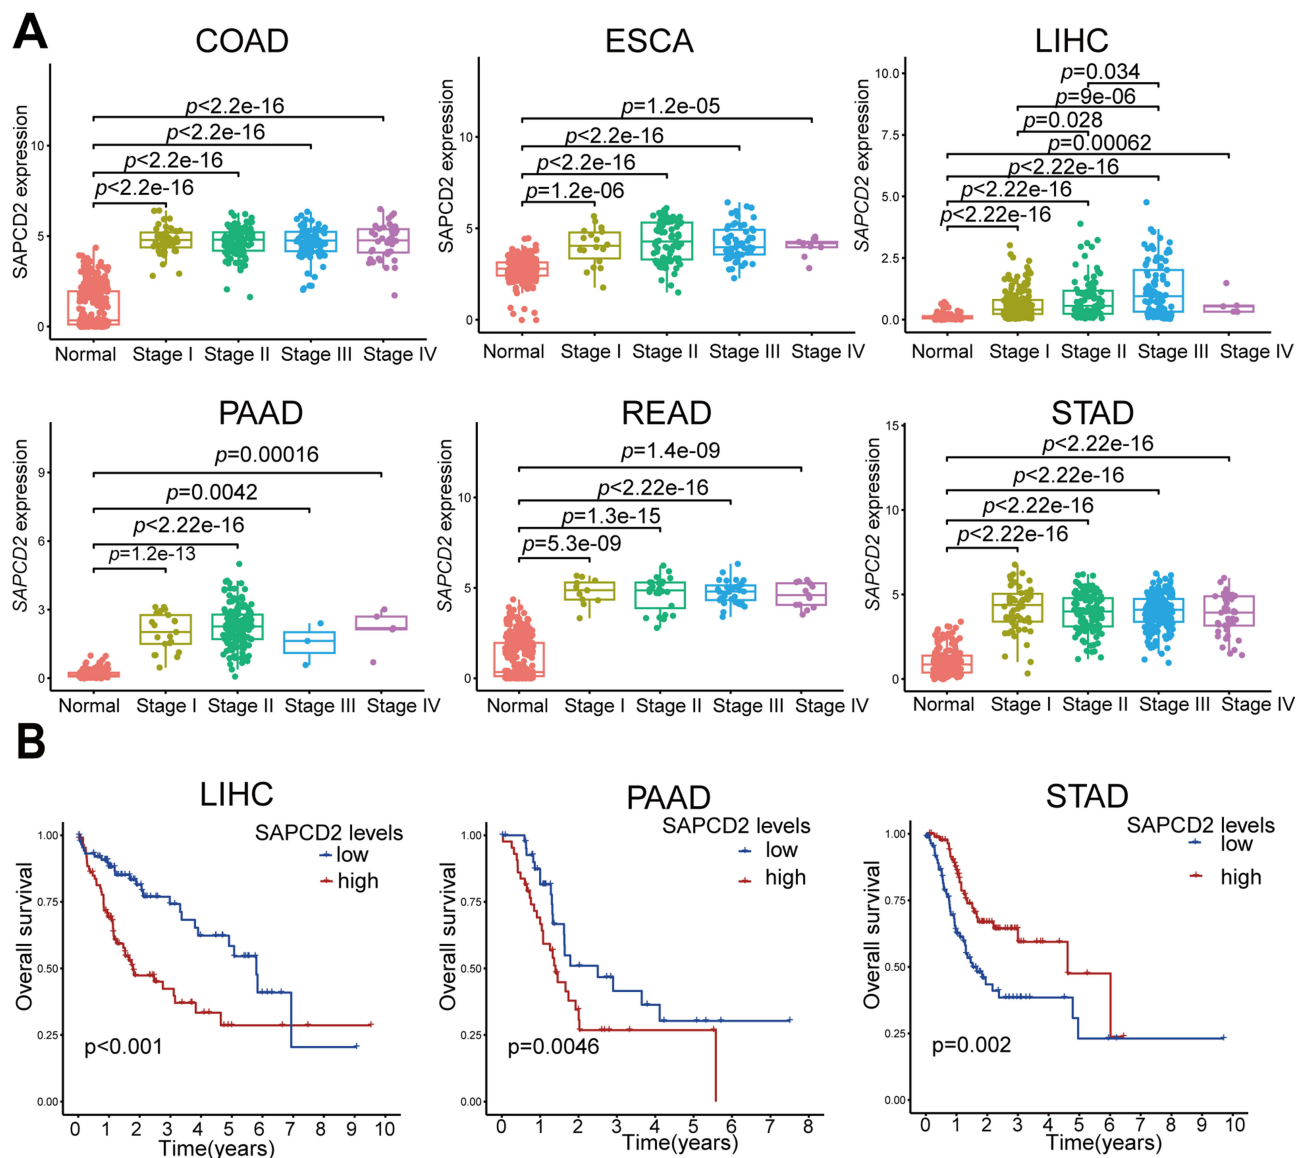 A
COAD
SAPCD2 expression
10
5
0
p<2.2e-16
p<2.2e-16
p<2.2e-16
p<2.2e-16
Normal Stage I Stage II Stage III Stage IV
ESCA
SAPCD2 expression
10
5
0
p=1.2e-05
p<2.2e-16
p<2.2e-16
p=1.2e-06
Normal Stage I Stage II Stage III Stage IV
LIHC
SAPCD2 expression
10.0
7.5
5.0
2.5
0.0
p=0.034
p=9e-06
p=0.028
p=0.00062
p<2.22e-16
p<2.22e-16
p<2.22e-16
Normal Stage I Stage II Stage III Stage IV
PAAD
SAPCD2 expression
9
6
3
0
p=0.00016
p=0.0042
p<2.22e-16
p=1.2e-13
Normal Stage I Stage II Stage III Stage IV
READ
SAPCD2 expression
10
5
0
p=1.4e-09
p<2.22e-16
p=1.3e-15
p=5.3e-09
Normal Stage I Stage II Stage III Stage IV
STAD
SAPCD2 expression
15
10
5
0
p<2.22e-16
p<2.22e-16
p<2.22e-16
p<2.22e-16
Normal Stage I Stage II Stage III Stage IV
B
LIHC
SAPCD2 levels
low
high
Overall survival
1.00
0.75
0.50
0.25
0.00
p<0.001
0 1 2 3 4 5 6 7 8 9 10
Time(years)
PAAD
SAPCD2 levels
low
high
Overall survival
1.00
0.75
0.50
0.25
0.00
p=0.0046
0 1 2 3 4 5 6 7 8
Time(years)
STAD
SAPCD2 levels
low
high
Overall survival
1.00
0.75
0.50
0.25
0.00
p=0.002
0 1 2 3 4 5 6 7 8 9 10
Time(years)